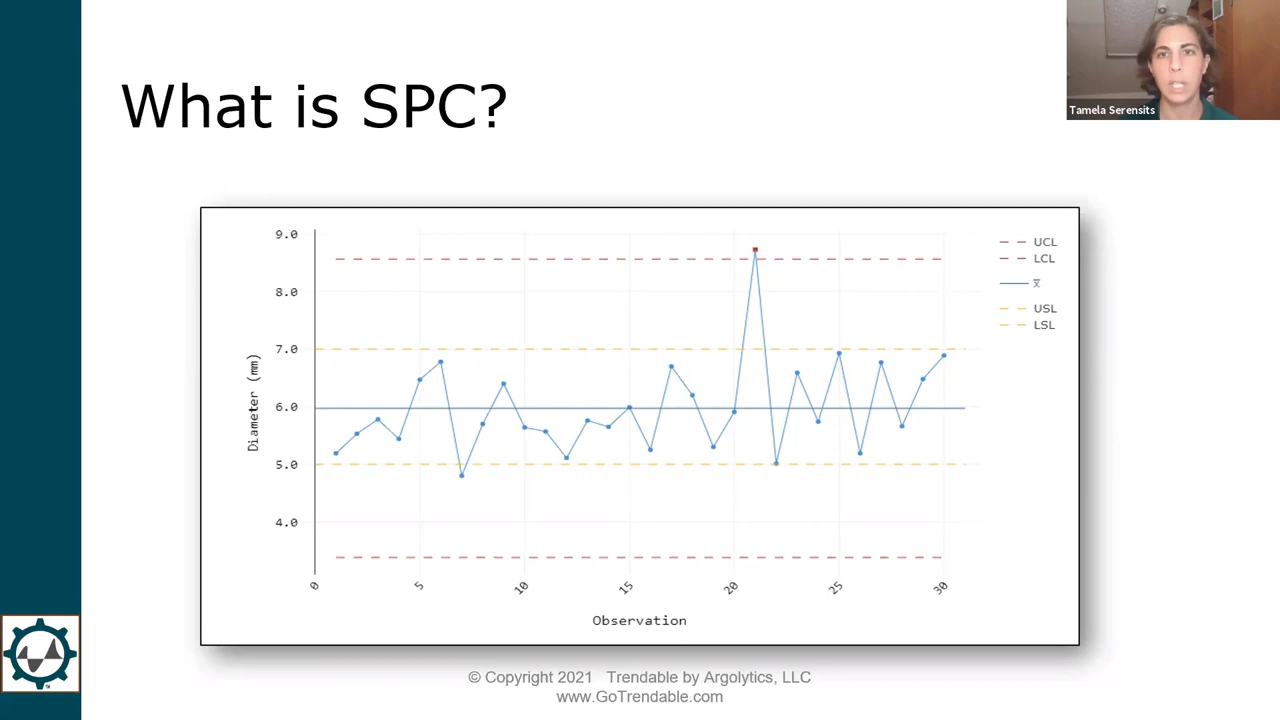 What is SPC?
Tamela Serensits
9.0
8.0
7.0
6.0
5.0
4.0
Diameter (mm)
0
5
10
15
20
25
30
Observation
UCL
LCL
x̅
USL
LSL
© Copyright 2021 Trendable by Argolytics, LLC
www.GoTrendable.com